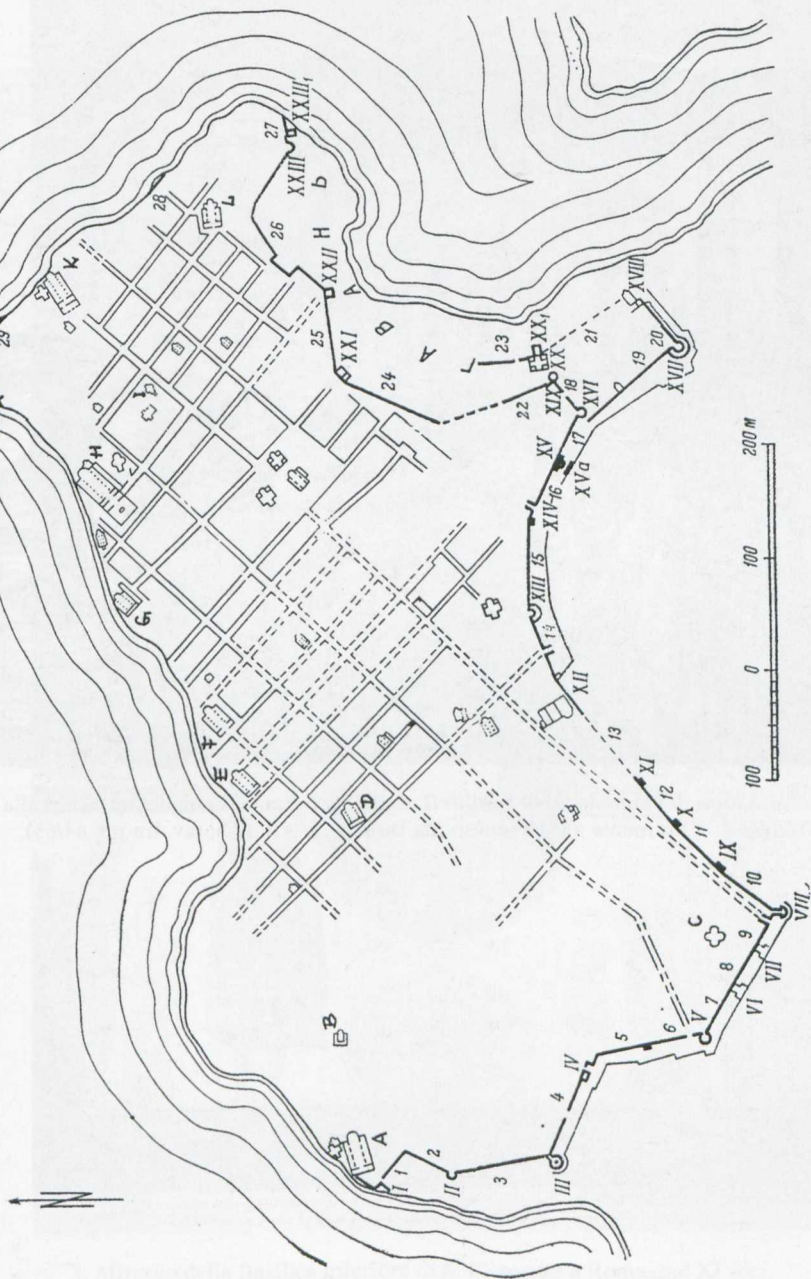 N
29
K
28
L
27
XXIII
XXIII₁
Ь
26
Н
XXII
А
25
XXI
А
24
Г
23
XX₁
XX
21
XVIII
20
19
XVII
22
XIX
18
XVI
17
XV
XVa
16
XIV
15
XIII
14
XII
13
XI
12
X
11
IX
10
VIII
9
C
8
VII
VI
7
V
6
5
IV
4
III
3
II
2
1
I
A
B
D
E
F
G
H
I
100
0
100
200 м